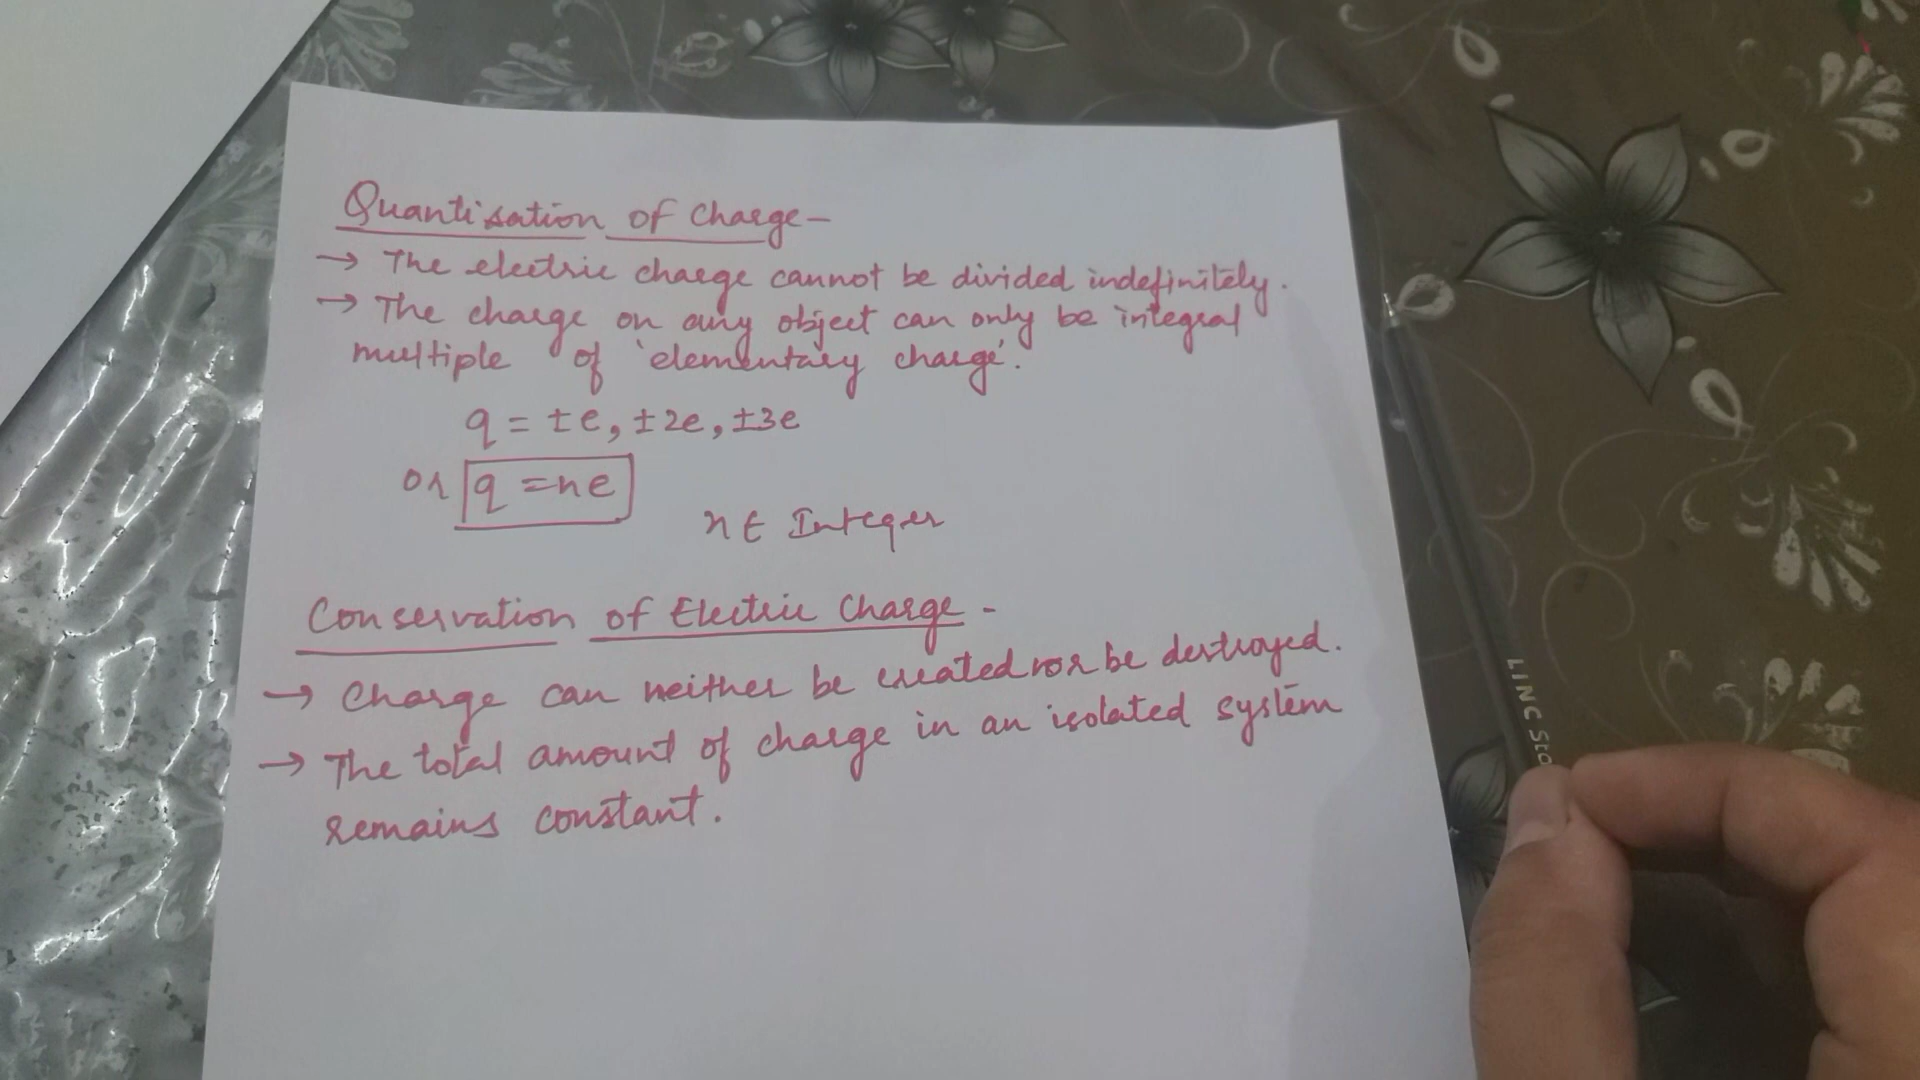 Quantisation of Charge-
→ The electric charge cannot be divided indefinitely.
→ The charge on any object can only be integral
multiple of 'elementary charge'.
q = ±e, ±2e, ±3e
or q = ne
n ∈ Integer
Conservation of Electric Charge -
→ Charge can neither be created nor be destroyed.
→ The total amount of charge in an isolated system
remains constant.
LINC